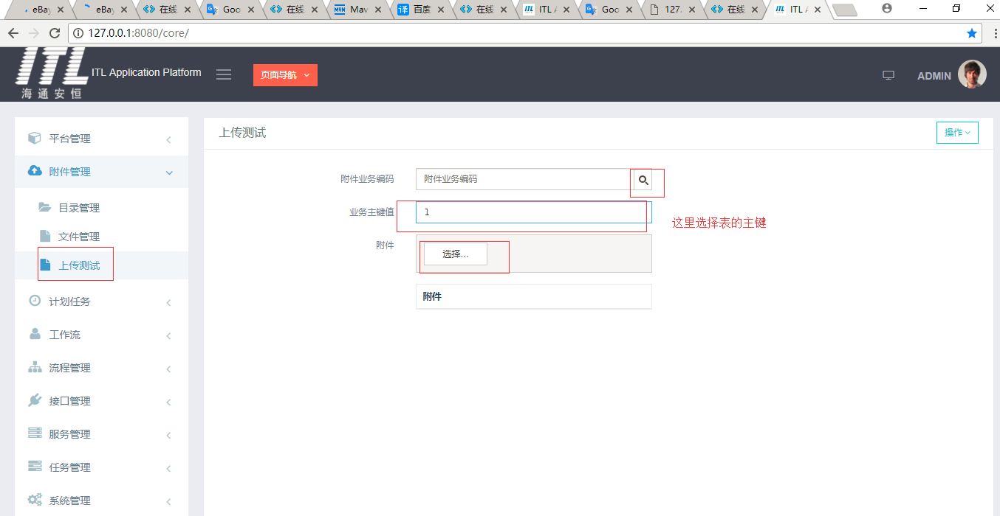 eBay
eBay
在线
Goo
在线
Mav
百度
在线
ITL
Goo
127.
在线
ITL
127.0.0.1:8080/core/
ITL
海通安恒
ITL Application Platform
页面导航
ADMIN
平台管理
附件管理
目录管理
文件管理
上传测试
计划任务
工作流
流程管理
接口管理
服务管理
任务管理
系统管理
上传测试
操作
附件业务编码
附件业务编码
业务主键值
1
这里选择表的主键
附件
选择...
附件